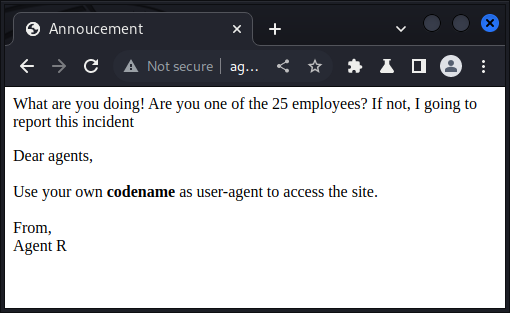 Annoucement
Not secure | ag...
What are you doing! Are you one of the 25 employees? If not, I going to
report this incident
Dear agents,
Use your own codename as user-agent to access the site.
From,
Agent R